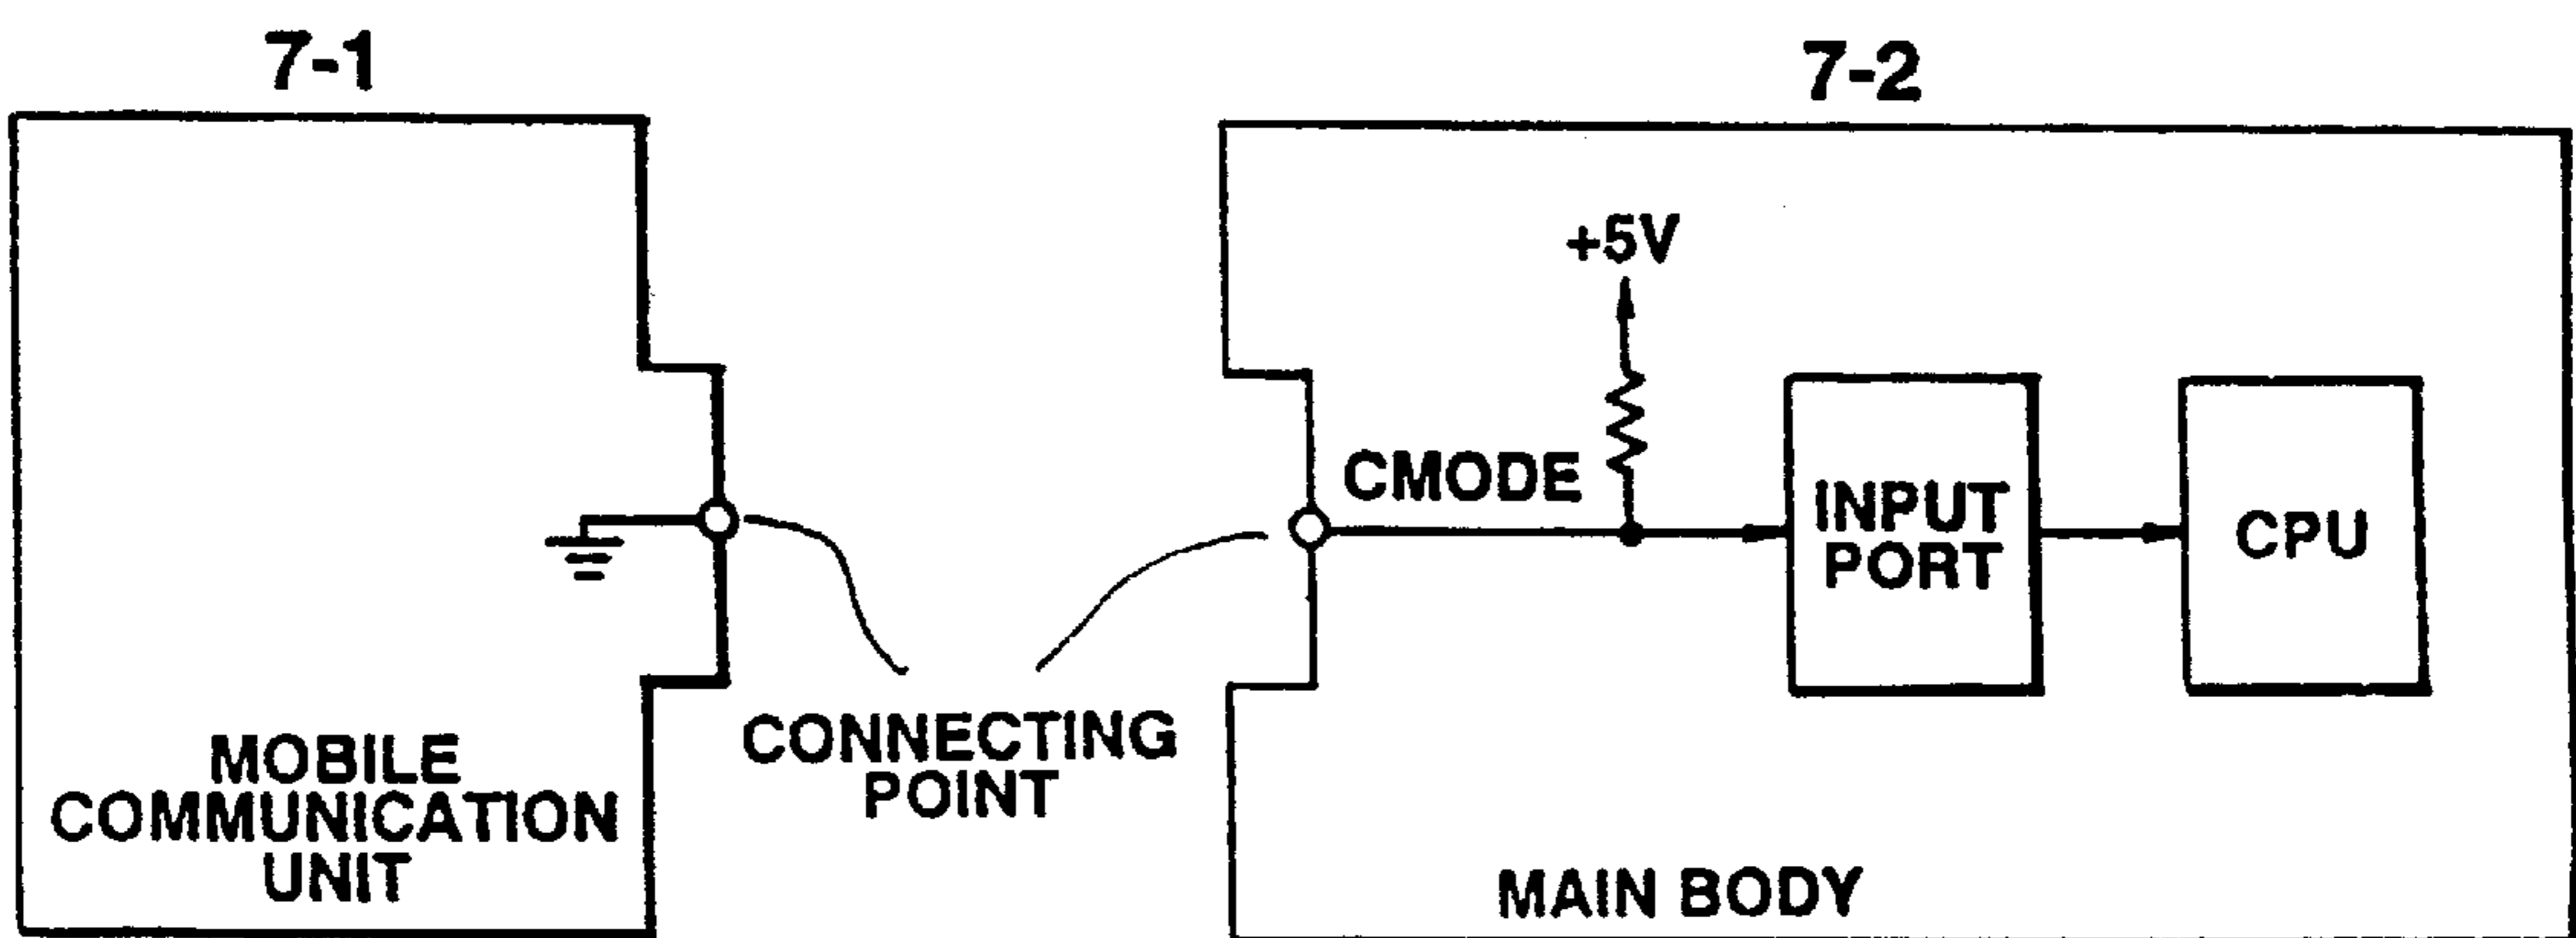 7-1
7-2
+5V
CMODE
INPUT
PORT
CPU
CONNECTING
POINT
MOBILE
COMMUNICATION
UNIT
MAIN BODY